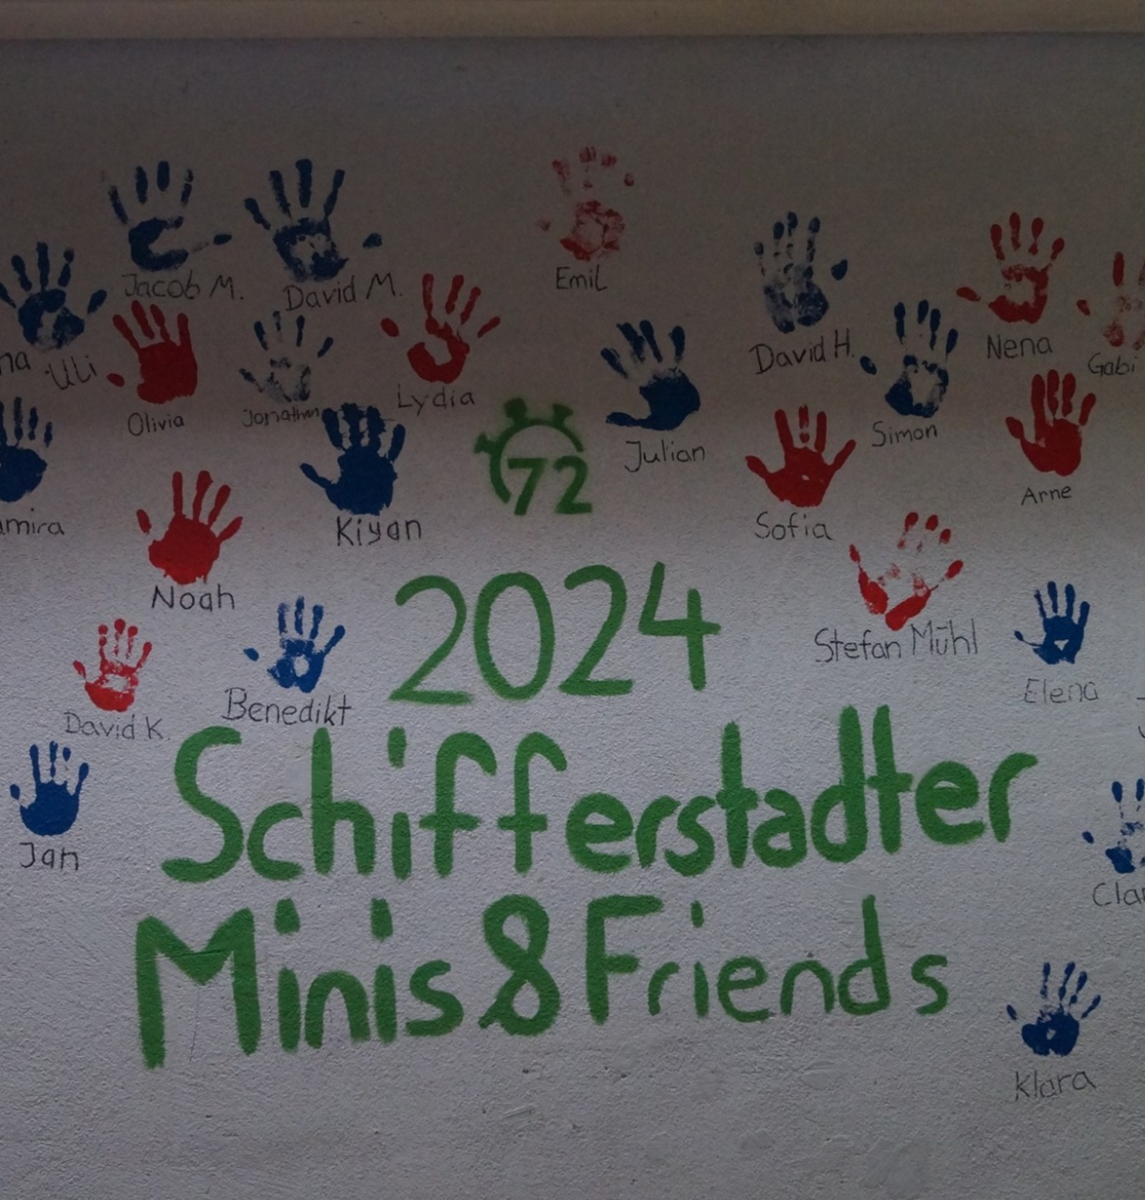 Emil
Jacob M.
David M.
David H.
Nena
Gabi
Uli
Olivia
Jonathan
Lydia
Julian
Simon
Arne
Kiyan
72
Sofia
Noah
Stefan Mühl
Elena
David K.
Benedikt
2024
Jan
Schifferstadter
Minis & Friends
Klara